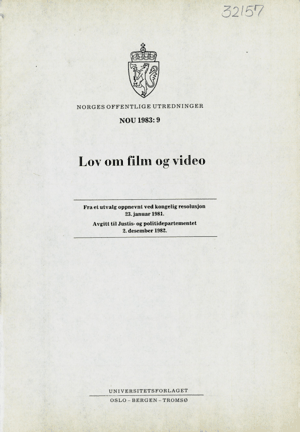 32157
NORGES OFFENTLIGE UTREDNINGER
NOU 1983: 9
Lov om film og video
Fra et utvalg oppnevnt ved kongelig resolusjon
23. januar 1981.
Avgitt til Justis- og politidepartementet
2. desember 1982.
UNIVERSITETSFORLAGET
OSLO - BERGEN - TROMSØ